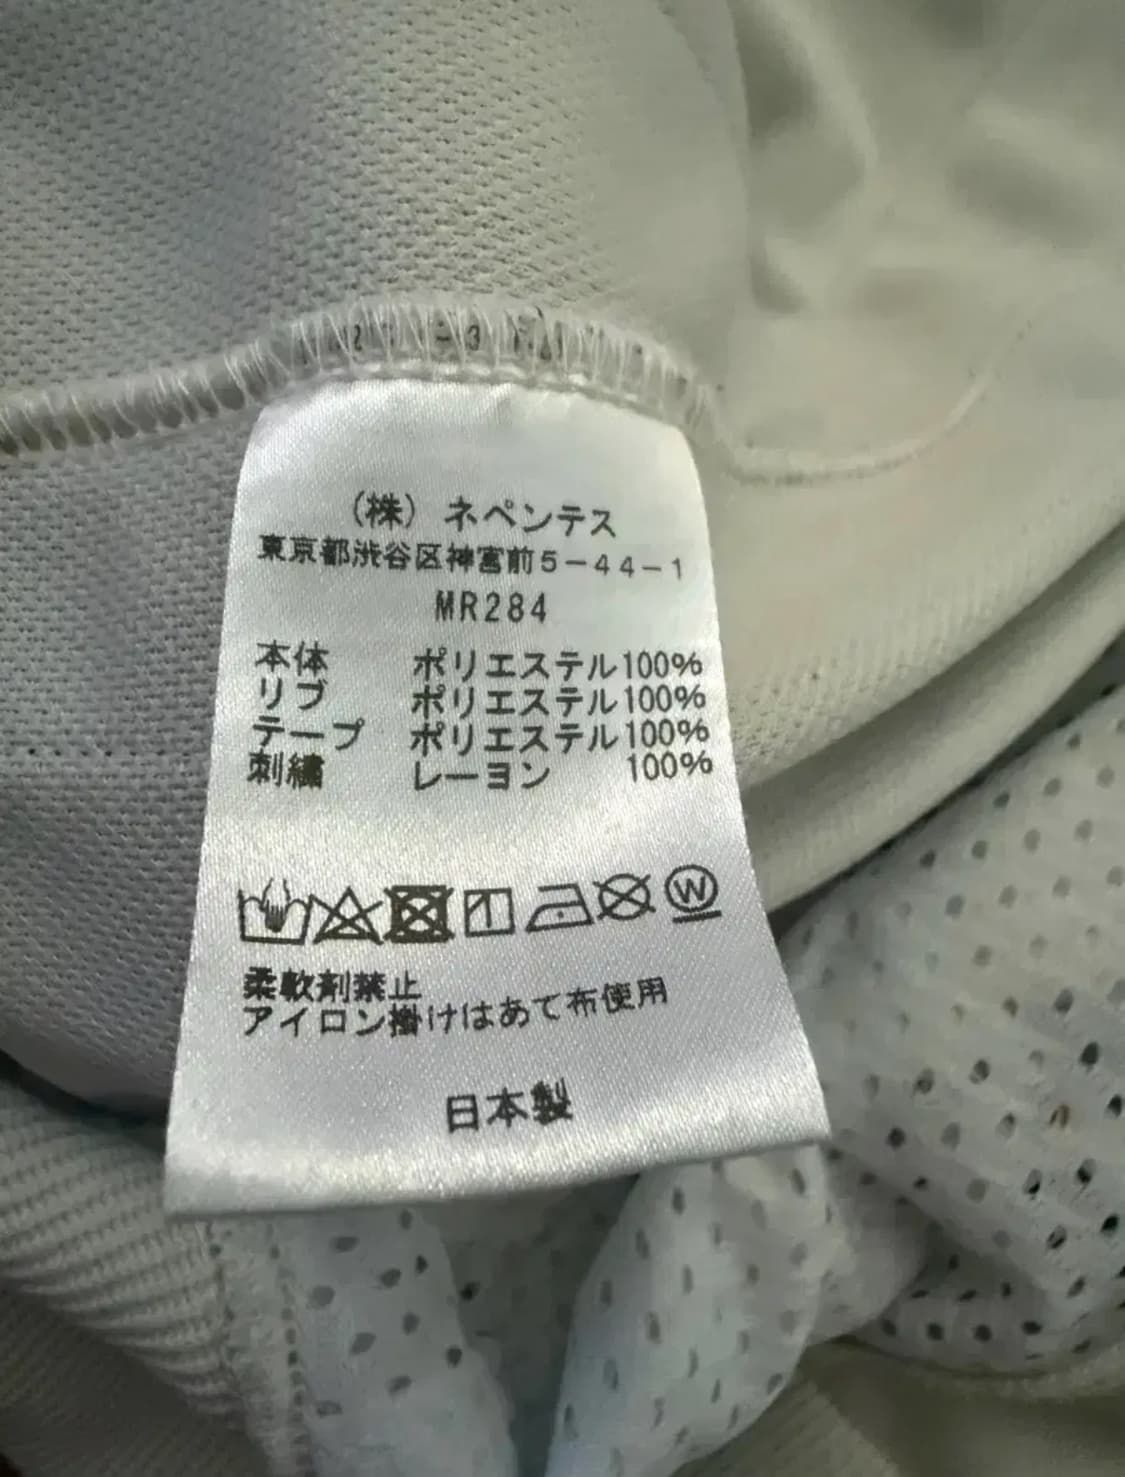 (株) ネペンテス
東京都渋谷区神宮前5-44-1
MR284
本体 ポリエステル100%
リブ ポリエステル100%
テープ ポリエステル100%
刺繍 レーヨン 100%
W
柔軟剤禁止
アイロン掛けはあて布使用
日本製